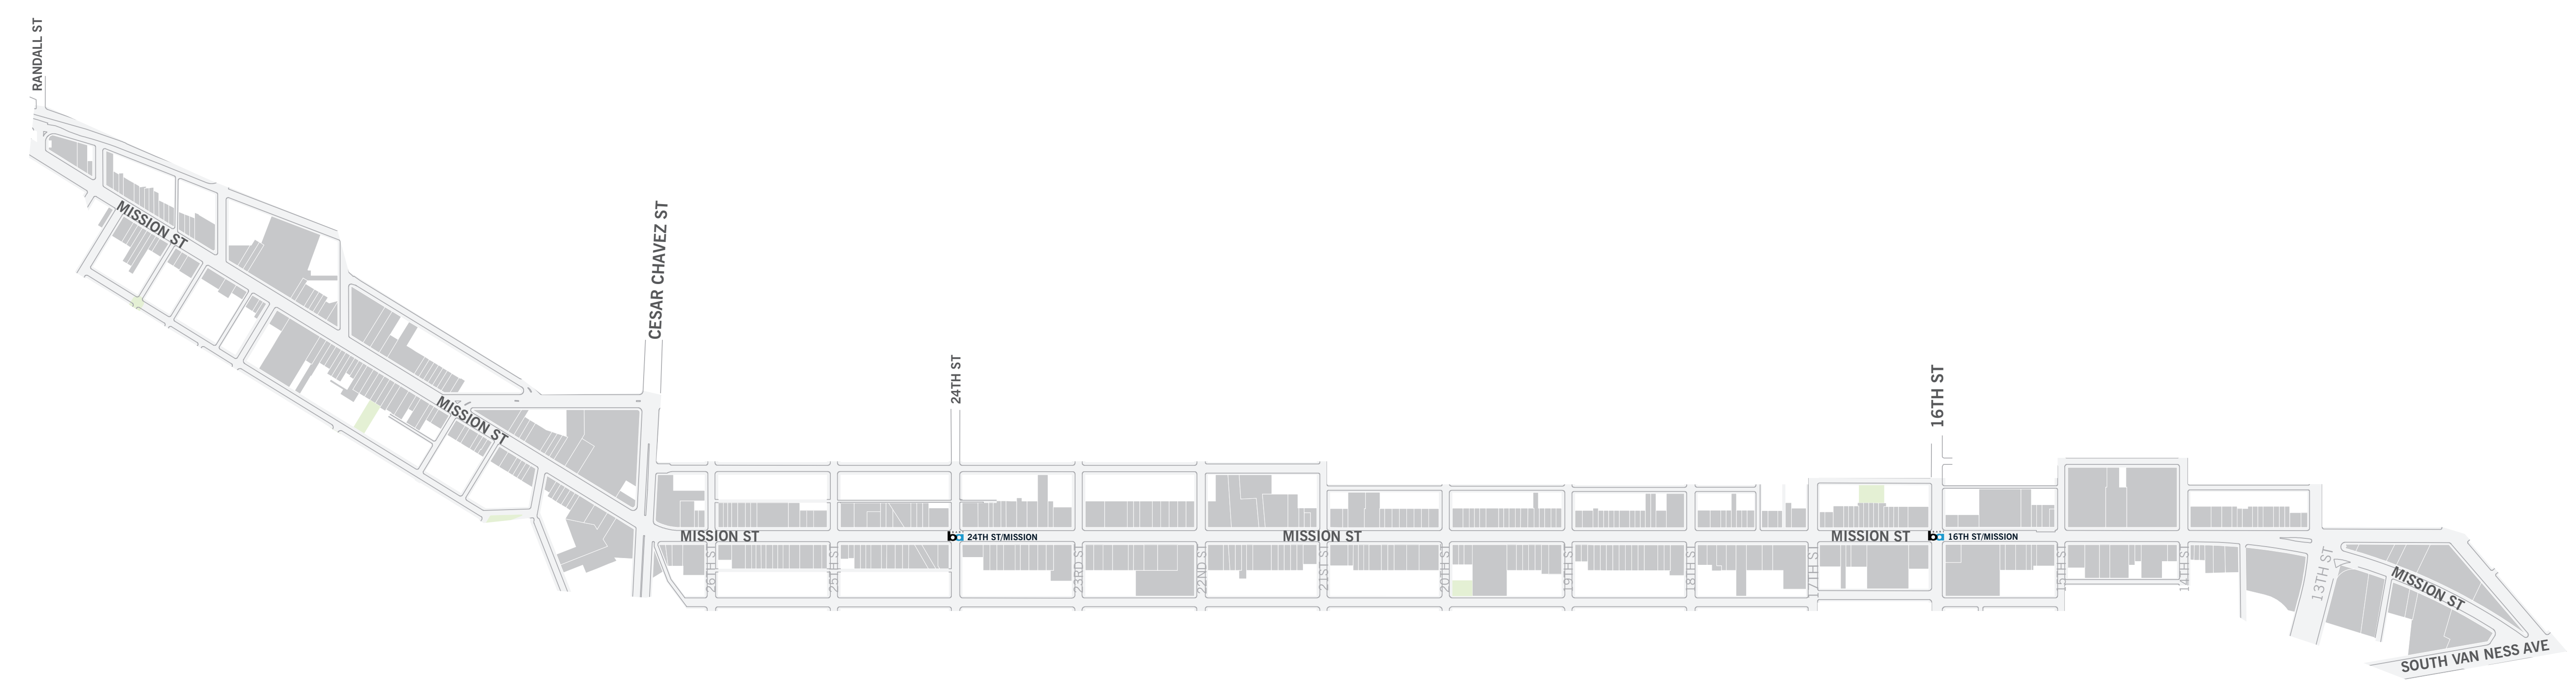 RANDALL ST
MISSION ST
CESAR CHAVEZ ST
MISSION ST
24TH ST
16TH ST
MISSION ST
ba 24TH ST/MISSION
MISSION ST
MISSION ST
ba 16TH ST/MISSION
26TH ST
25TH ST
23RD ST
22ND ST
21ST ST
20TH ST
19TH ST
18TH ST
17TH ST
15TH ST
14TH ST
13TH ST
MISSION ST
SOUTH VAN NESS AVE